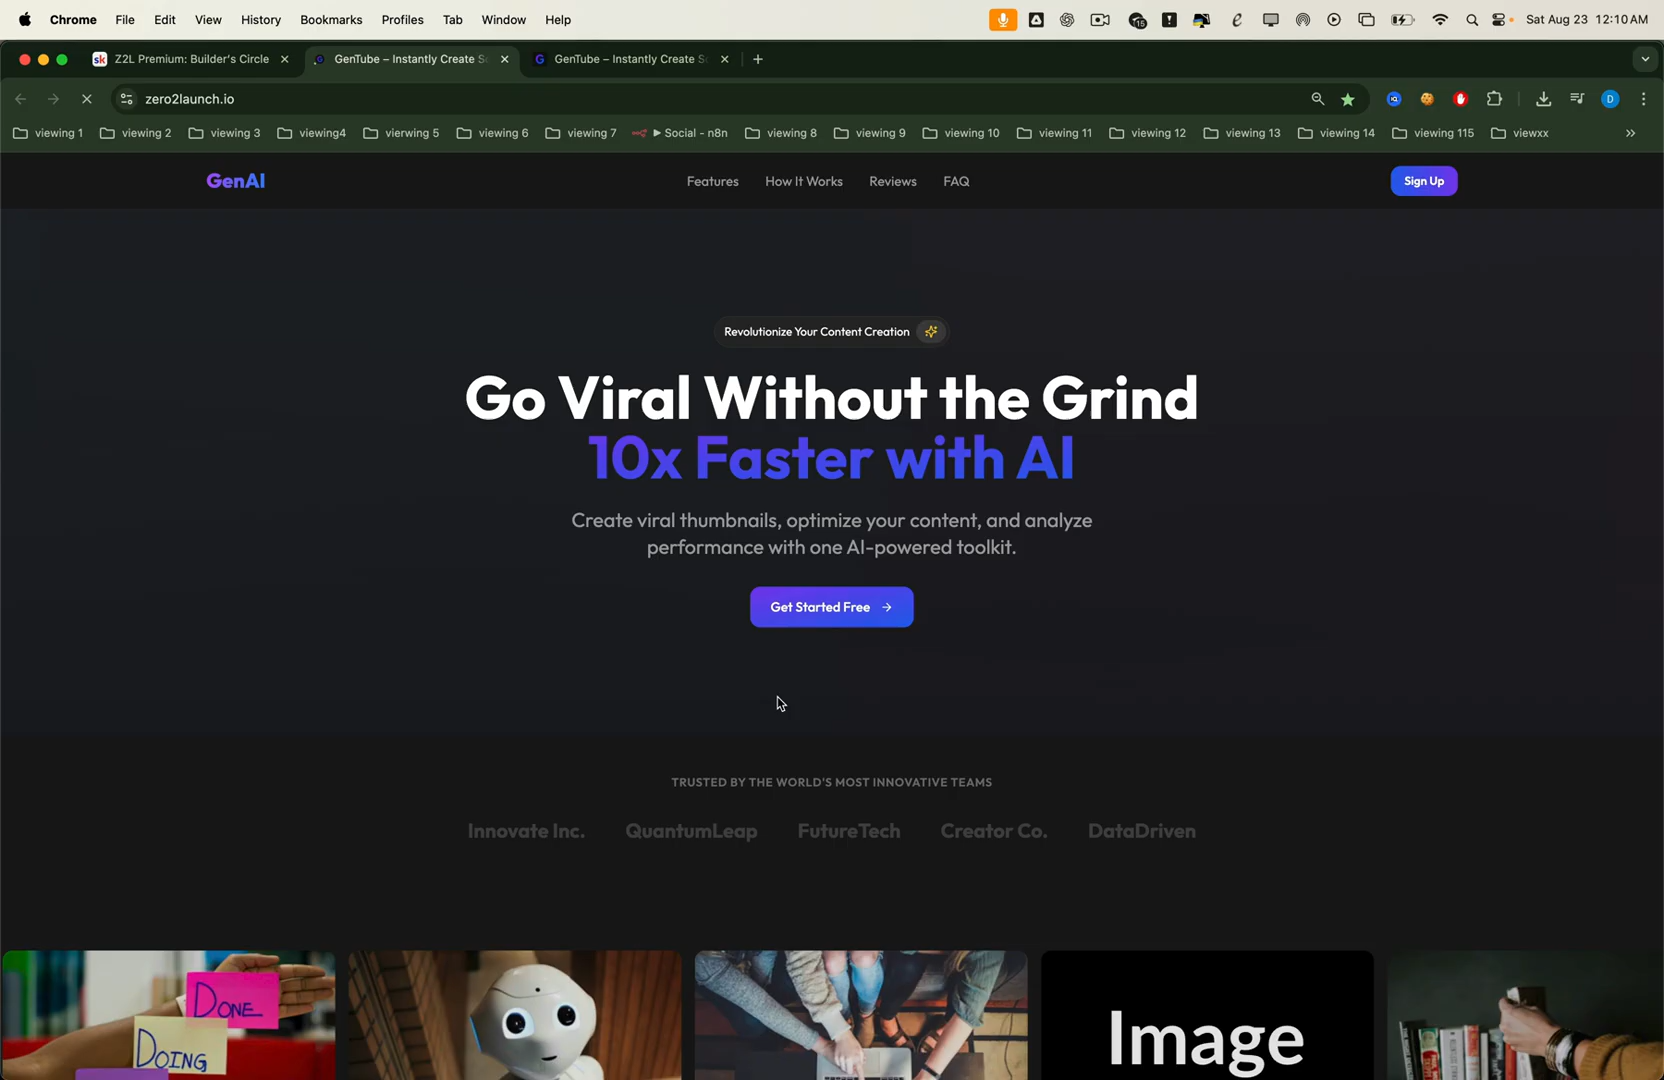 Chrome File Edit View History Bookmarks Profiles Tab Window Help
15
Sat Aug 23 12:10 AM
sk Z2L Premium: Builder's Circle
GenTube – Instantly Create Sc
G GenTube – Instantly Create Sc
zero2launch.io
D
viewing 1 viewing 2 viewing 3 viewing4 vierwing 5 viewing 6 viewing 7 ▶ Social - n8n viewing 8 viewing 9 viewing 10 viewing 11 viewing 12 viewing 13 viewing 14 viewing 115 viewxx
GenAI
Features How It Works Reviews FAQ
Sign Up
Revolutionize Your Content Creation
Go Viral Without the Grind
10x Faster with AI
Create viral thumbnails, optimize your content, and analyze
performance with one AI-powered toolkit.
Get Started Free →
TRUSTED BY THE WORLD'S MOST INNOVATIVE TEAMS
Innovate Inc. QuantumLeap FutureTech Creator Co. DataDriven
DONE
DOING
Image